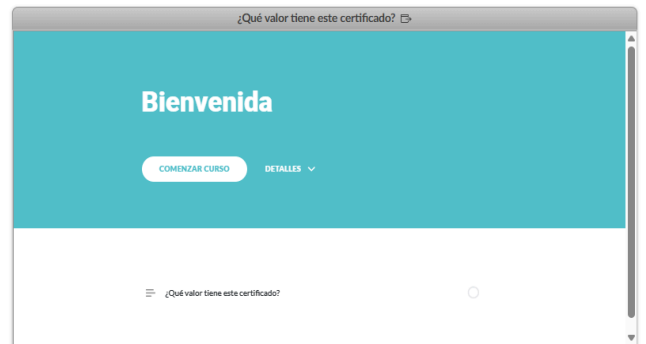 ¿Qué valor tiene este certificado?
Bienvenida
COMENZAR CURSO
DETALLES
¿Qué valor tiene este certificado?